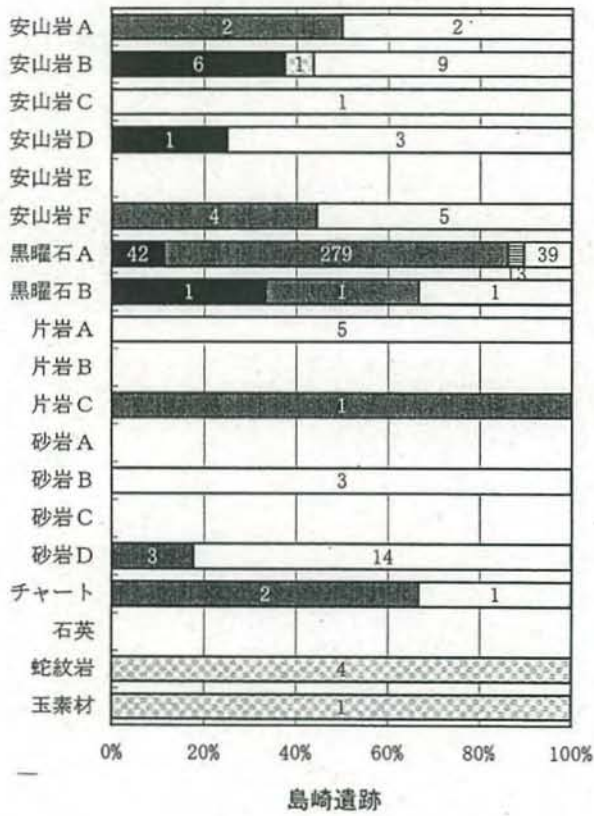 安山岩A 2 2
安山岩B 6 1 9
安山岩C 1
安山岩D 1 3
安山岩E
安山岩F 4 5
黒曜石A 42 279 39
13
黒曜石B 1 1 1
片岩A 5
片岩B
片岩C 1
砂岩A
砂岩B 3
砂岩C
砂岩D 3 14
チャート 2 1
石英
蛇紋岩 4
玉素材 1
0% 20% 40% 60% 80% 100%
島崎遺跡